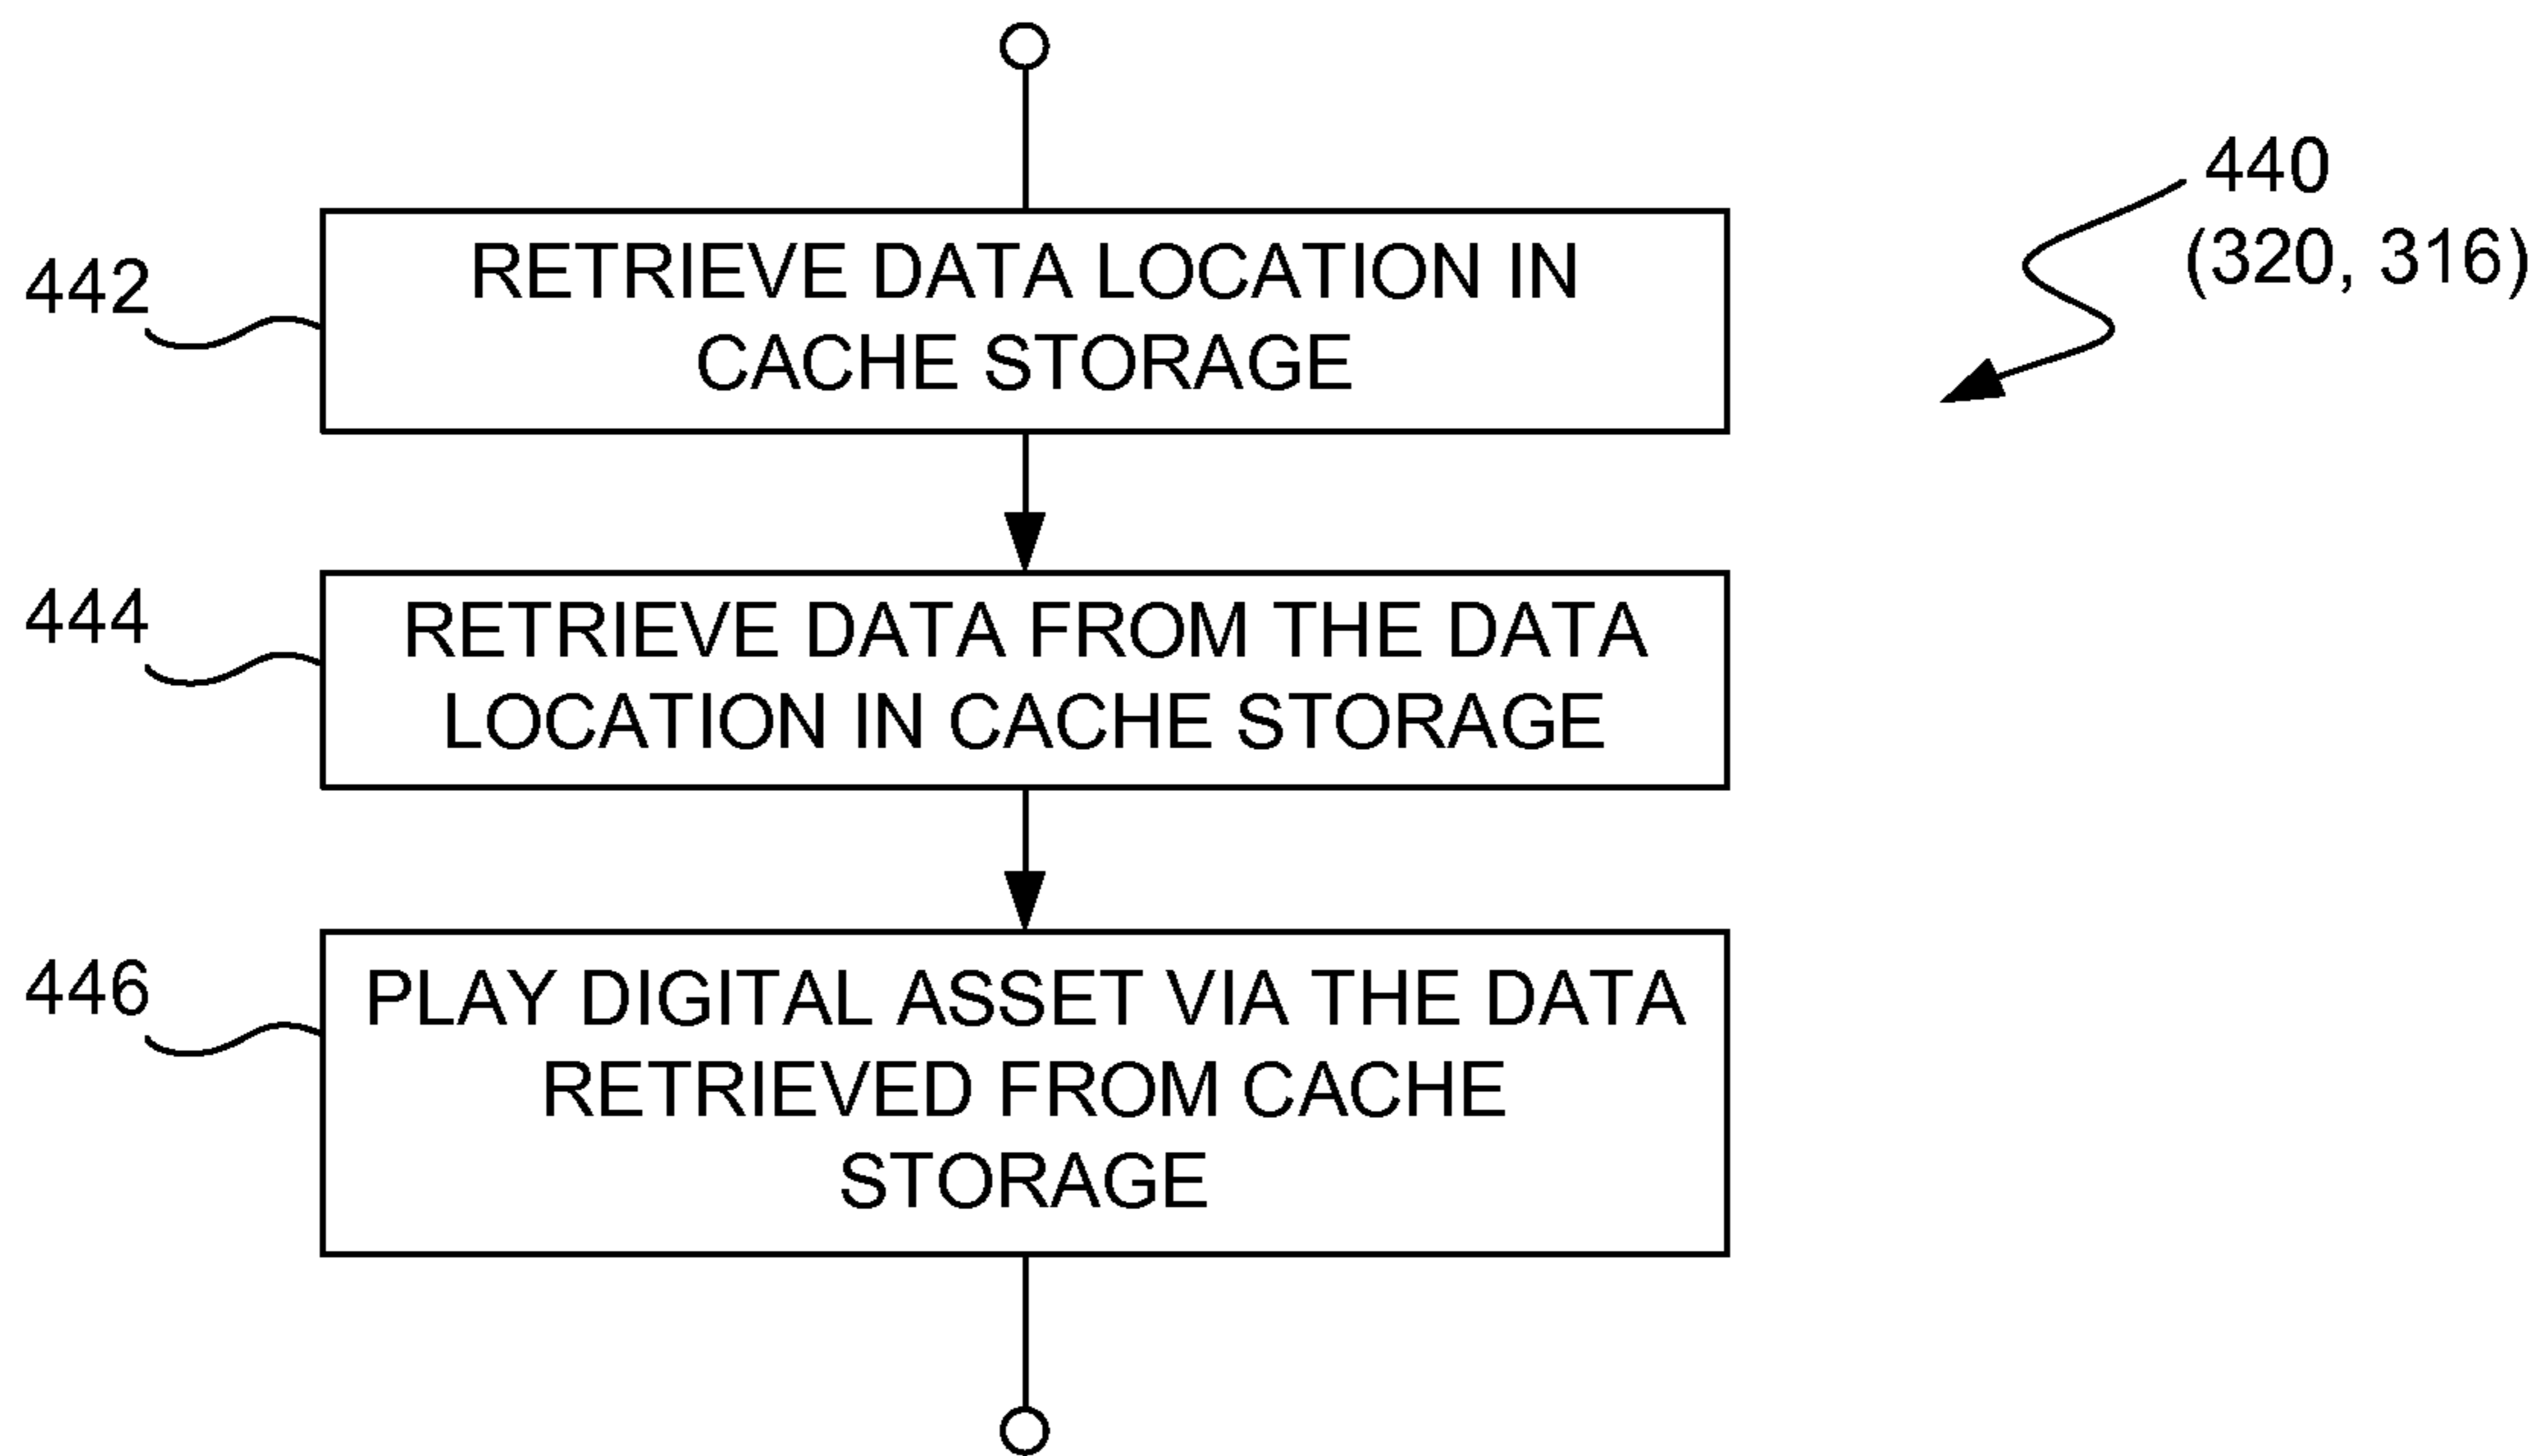 440
(320, 316)
442
RETRIEVE DATA LOCATION IN
CACHE STORAGE
444
RETRIEVE DATA FROM THE DATA
LOCATION IN CACHE STORAGE
446
PLAY DIGITAL ASSET VIA THE DATA
RETRIEVED FROM CACHE
STORAGE